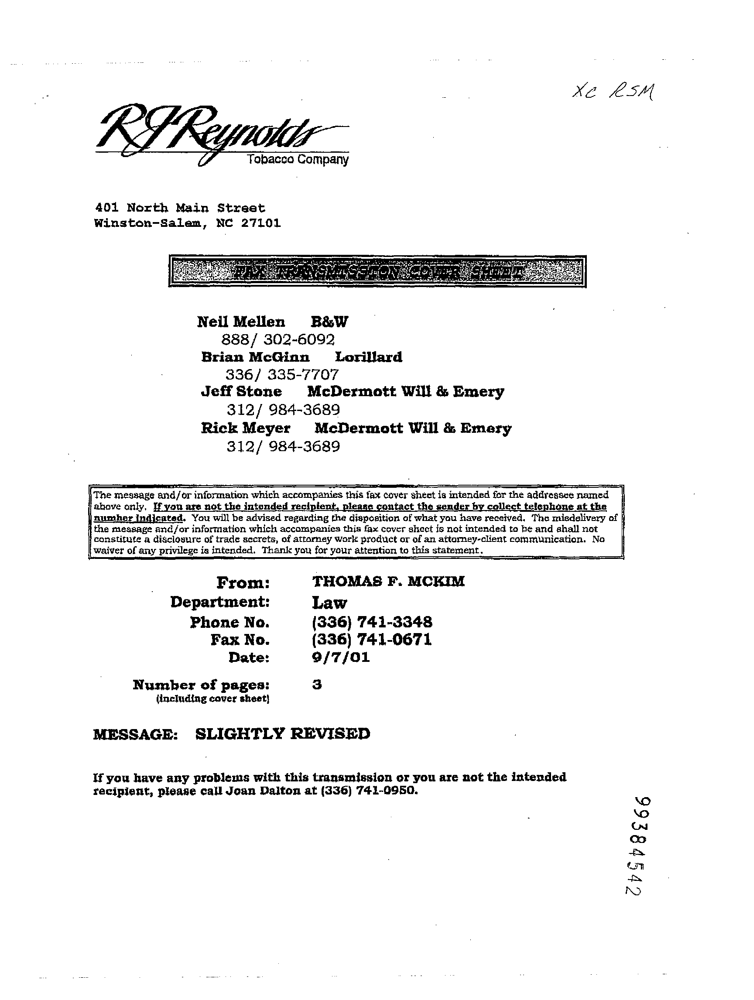 XC RSM
RJReynolds
Tobacco Company
401 North Main Street
Winston-Salem, NC 27101
FAX TRANSMISSION COVER SHEET
Neil Mellen B&W
888/ 302-6092
Brian McGinn Lorillard
336/ 335-7707
Jeff Stone McDermott Will & Emery
312/ 984-3689
Rick Meyer McDermott Will & Emery
312/ 984-3689
The message and/or information which accompanies this fax cover sheet is intended for the addressee named
above only. If you are not the intended recipient, please contact the sender by collect telephone at the
number indicated. You will be advised regarding the disposition of what you have received. The misdelivery of
the message and/or information which accompanies this fax cover sheet is not intended to be and shall not
constitute a disclosure of trade secrets, of attorney work product or of an attorney-client communication. No
waiver of any privilege is intended. Thank you for your attention to this statement.
From: THOMAS F. MCKIM
Department: Law
Phone No. (336) 741-3348
Fax No. (336) 741-0671
Date: 9/7/01
Number of pages: 3
(including cover sheet)
MESSAGE: SLIGHTLY REVISED
If you have any problems with this transmission or you are not the intended
recipient, please call Joan Dalton at (336) 741-0950.
99384542